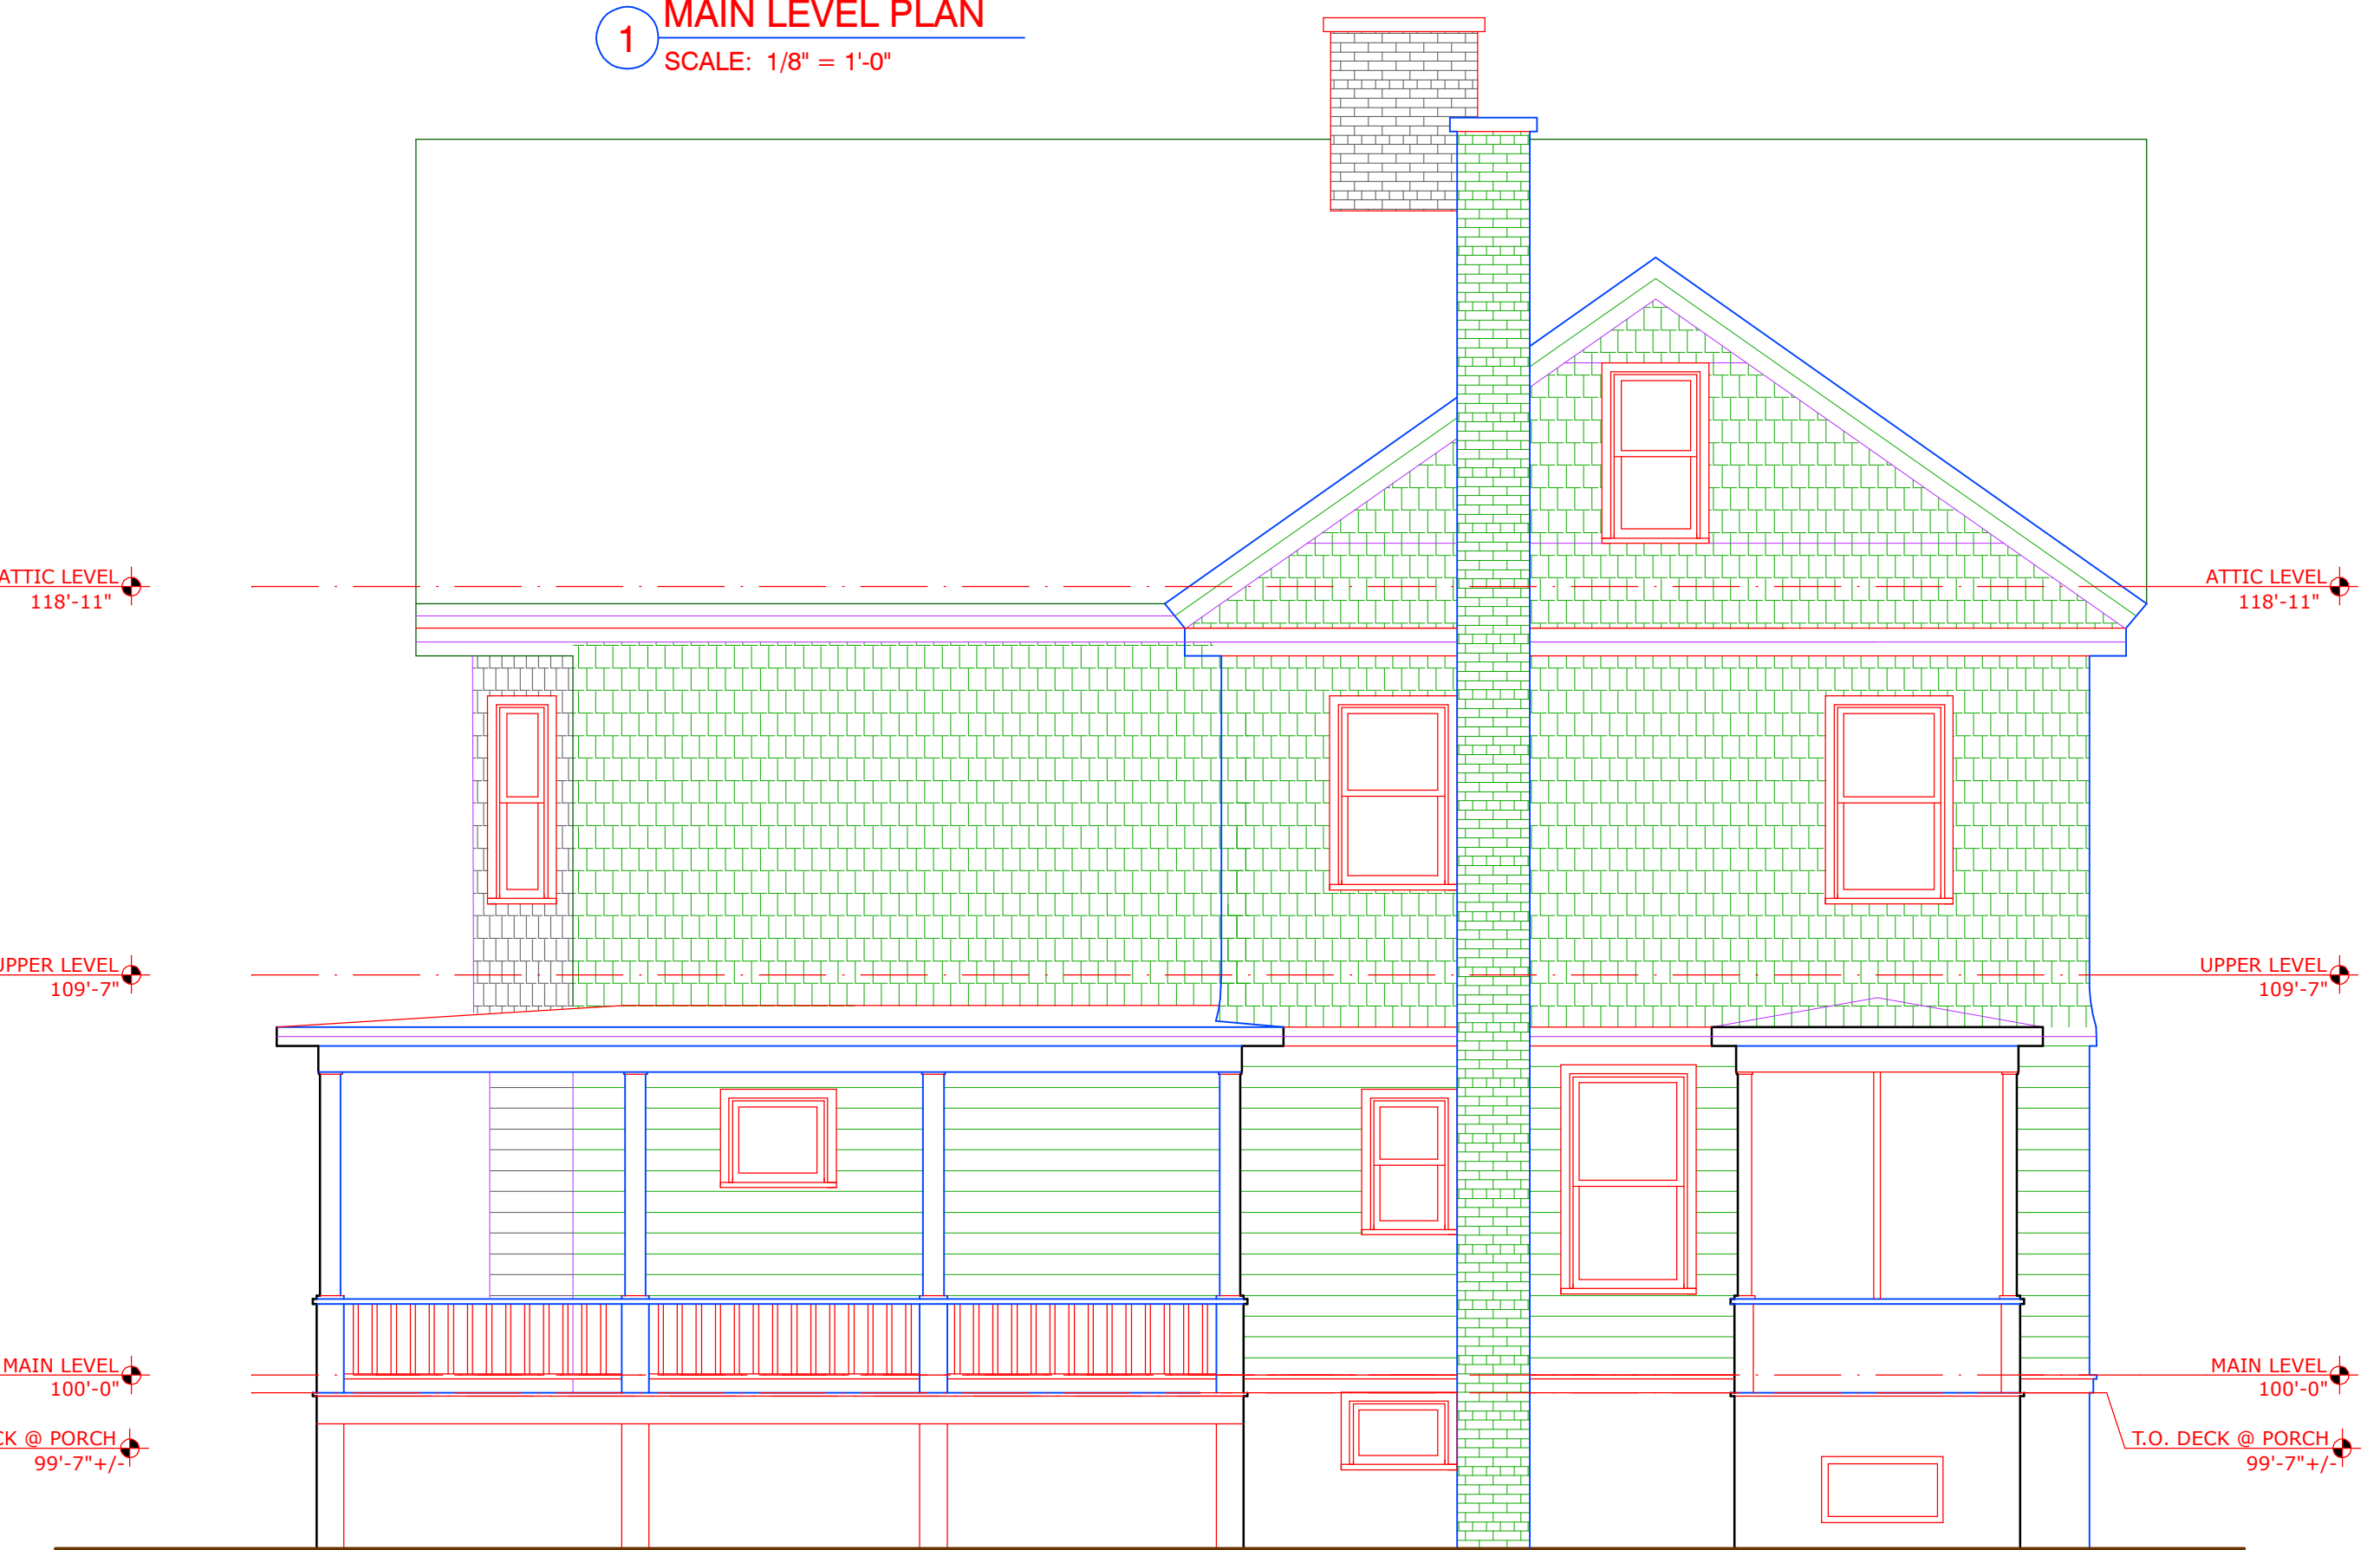 1
MAIN LEVEL PLAN
SCALE: 1/8" = 1'-0"
ATTIC LEVEL
118'-11"
ATTIC LEVEL
118'-11"
UPPER LEVEL
109'-7"
UPPER LEVEL
109'-7"
MAIN LEVEL
100'-0"
MAIN LEVEL
100'-0"
@ PORCH
99'-7"+/-
T.O. DECK @ PORCH
99'-7"+/-